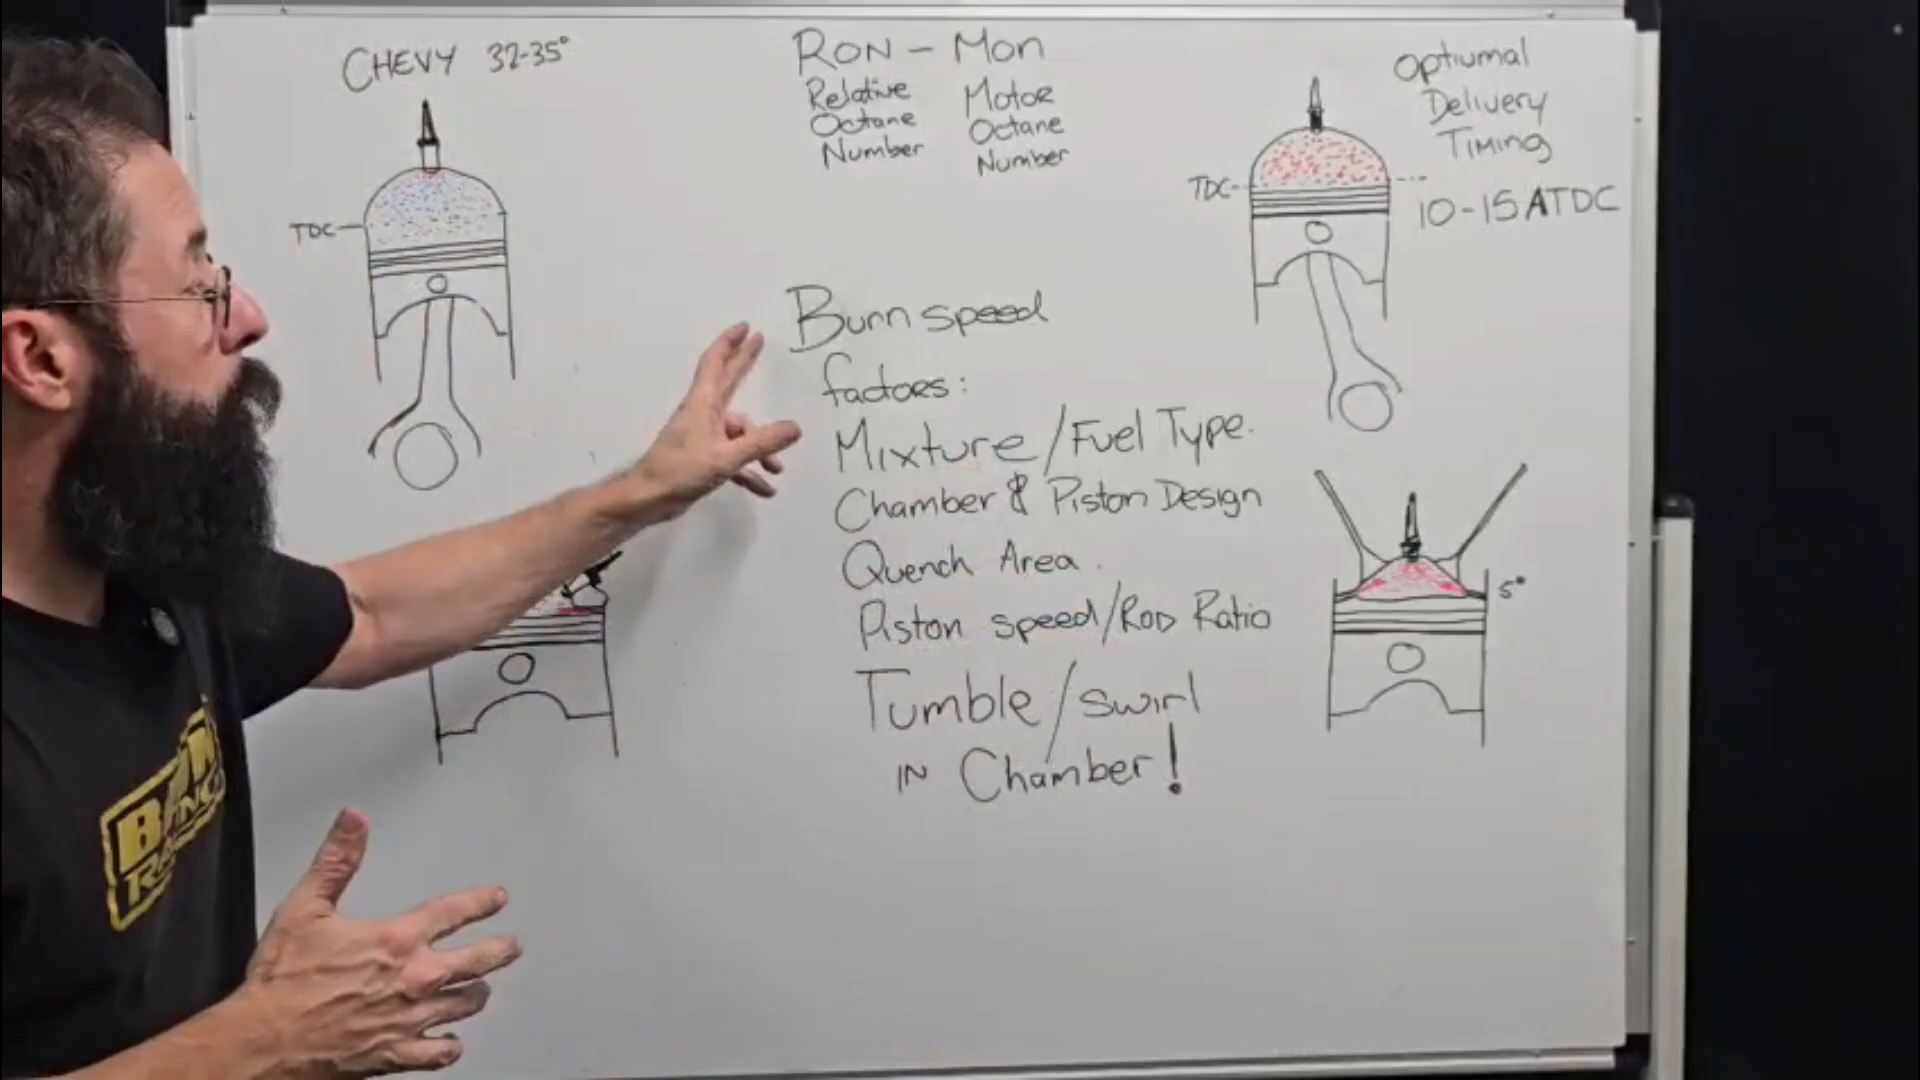 CHEVY 32-35°
TDC
RON - MON
Relative Motor
Octane Octane
Number Number
Optiumal
Delivery
Timing
TDC
10-15 ATDC
Burn speed
factors:
Mixture/Fuel Type.
Chamber & Piston Design
Quench Area.
Piston speed/Rod Ratio
Tumble/swirl
IN Chamber!
5°